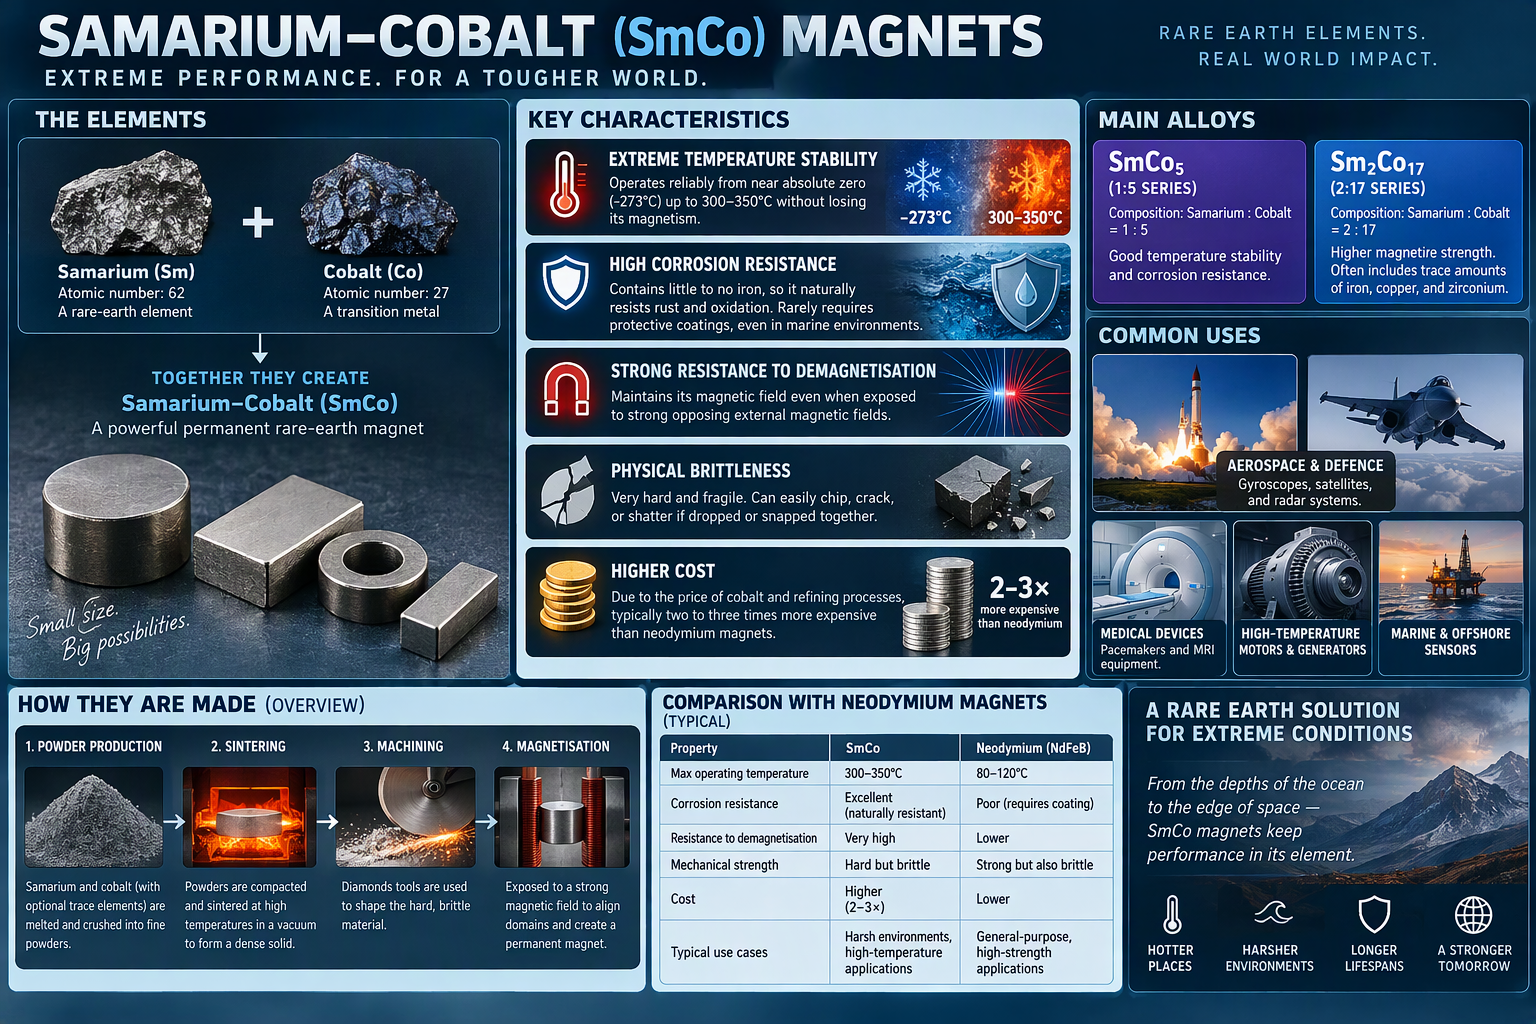 SAMARIUM–COBALT (SmCo) MAGNETS
EXTREME PERFORMANCE. FOR A TOUGHER WORLD.
RARE EARTH ELEMENTS.
REAL WORLD IMPACT.
THE ELEMENTS
Samarium (Sm)
Atomic number: 62
A rare-earth element
+
Cobalt (Co)
Atomic number: 27
A transition metal
TOGETHER THEY CREATE
Samarium–Cobalt (SmCo)
A powerful permanent rare-earth magnet
Small Size.
Big possibilities.
KEY CHARACTERISTICS
EXTREME TEMPERATURE STABILITY
Operates reliably from near absolute zero
(-273°C) up to 300–350°C without losing
its magnetism.
-273°C
300–350°C
HIGH CORROSION RESISTANCE
Contains little to no iron, so it naturally
resists rust and oxidation. Rarely requires
protective coatings, even in marine environments.
STRONG RESISTANCE TO DEMAGNETISATION
Maintains its magnetic field even when exposed
to strong opposing external magnetic fields.
PHYSICAL BRITTLENESS
Very hard and fragile. Can easily chip, crack,
or shatter if dropped or snapped together.
HIGHER COST
Due to the price of cobalt and refining processes,
typically two to three times more expensive
than neodymium magnets.
2–3×
more expensive
than neodymium
MAIN ALLOYS
SmCo₅
(1:5 SERIES)
Composition: Samarium : Cobalt
= 1 : 5
Good temperature stability
and corrosion resistance.
Sm₂Co₁₇
(2:17 SERIES)
Composition: Samarium : Cobalt
= 2 : 17
Higher magnetire strength.
Often includes trace amounts
of iron, copper, and zirconium.
COMMON USES
AEROSPACE & DEFENCE
Gyroscopes, satellites,
and radar systems.
MEDICAL DEVICES
Pacemakers and MRI
equipment.
HIGH-TEMPERATURE
MOTORS & GENERATORS
MARINE & OFFSHORE
SENSORS
HOW THEY ARE MADE (OVERVIEW)
1. POWDER PRODUCTION
Samarium and cobalt (with
optional trace elements) are
melted and crushed into fine
powders.
2. SINTERING
Powders are compacted
and sintered at high
temperatures in a vacuum
to form a dense solid.
3. MACHINING
Diamonds tools are used
to shape the hard, brittle
material.
4. MAGNETISATION
Exposed to a strong
magnetic field to align
domains and create a
permanent magnet.
COMPARISON WITH NEODYMIUM MAGNETS
(TYPICAL)
Property SmCo Neodymium (NdFeB)
Max operating temperature 300–350°C 80–120°C
Corrosion resistance Excellent
(naturally resistant) Poor (requires coating)
Resistance to demagnetisation Very high Lower
Mechanical strength Hard but brittle Strong but also brittle
Cost Higher
(2–3×) Lower
Typical use cases Harsh environments,
high-temperature
applications General-purpose,
high-strength
applications
A RARE EARTH SOLUTION
FOR EXTREME CONDITIONS
From the depths of the ocean
to the edge of space —
SmCo magnets keep
performance in its element.
HOTTER
PLACES
HARSHER
ENVIRONMENTS
LONGER
LIFESPANS
A STRONGER
TOMORROW